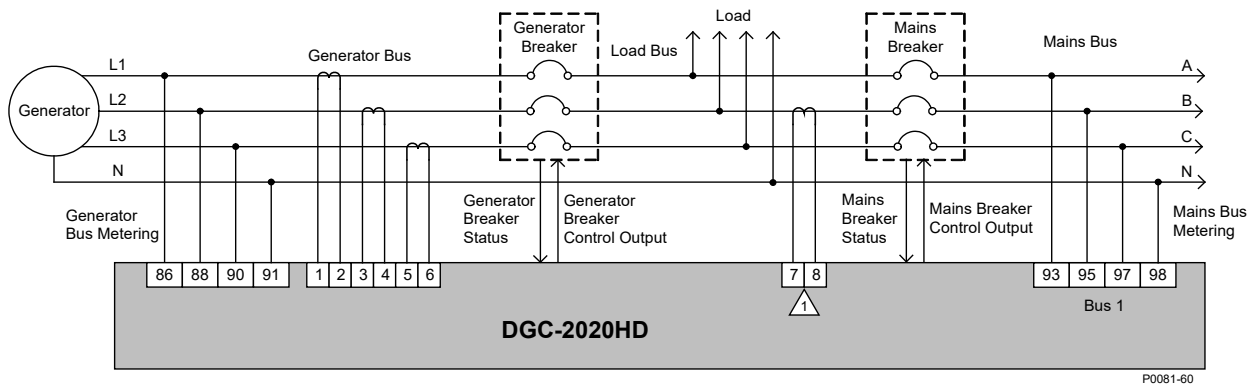 Load
Generator
Breaker
Mains
Breaker
Generator Bus
Load Bus
Mains Bus
L1
A
Generator
L2
B
L3
C
N
N
Generator
Bus Metering
Generator
Breaker
Status
Generator
Breaker
Control Output
Mains
Breaker
Status
Mains Breaker
Control Output
Mains Bus
Metering
86 88 90 91 1 2 3 4 5 6 7 8 93 95 97 98
1
Bus 1
DGC-2020HD
P0081-60